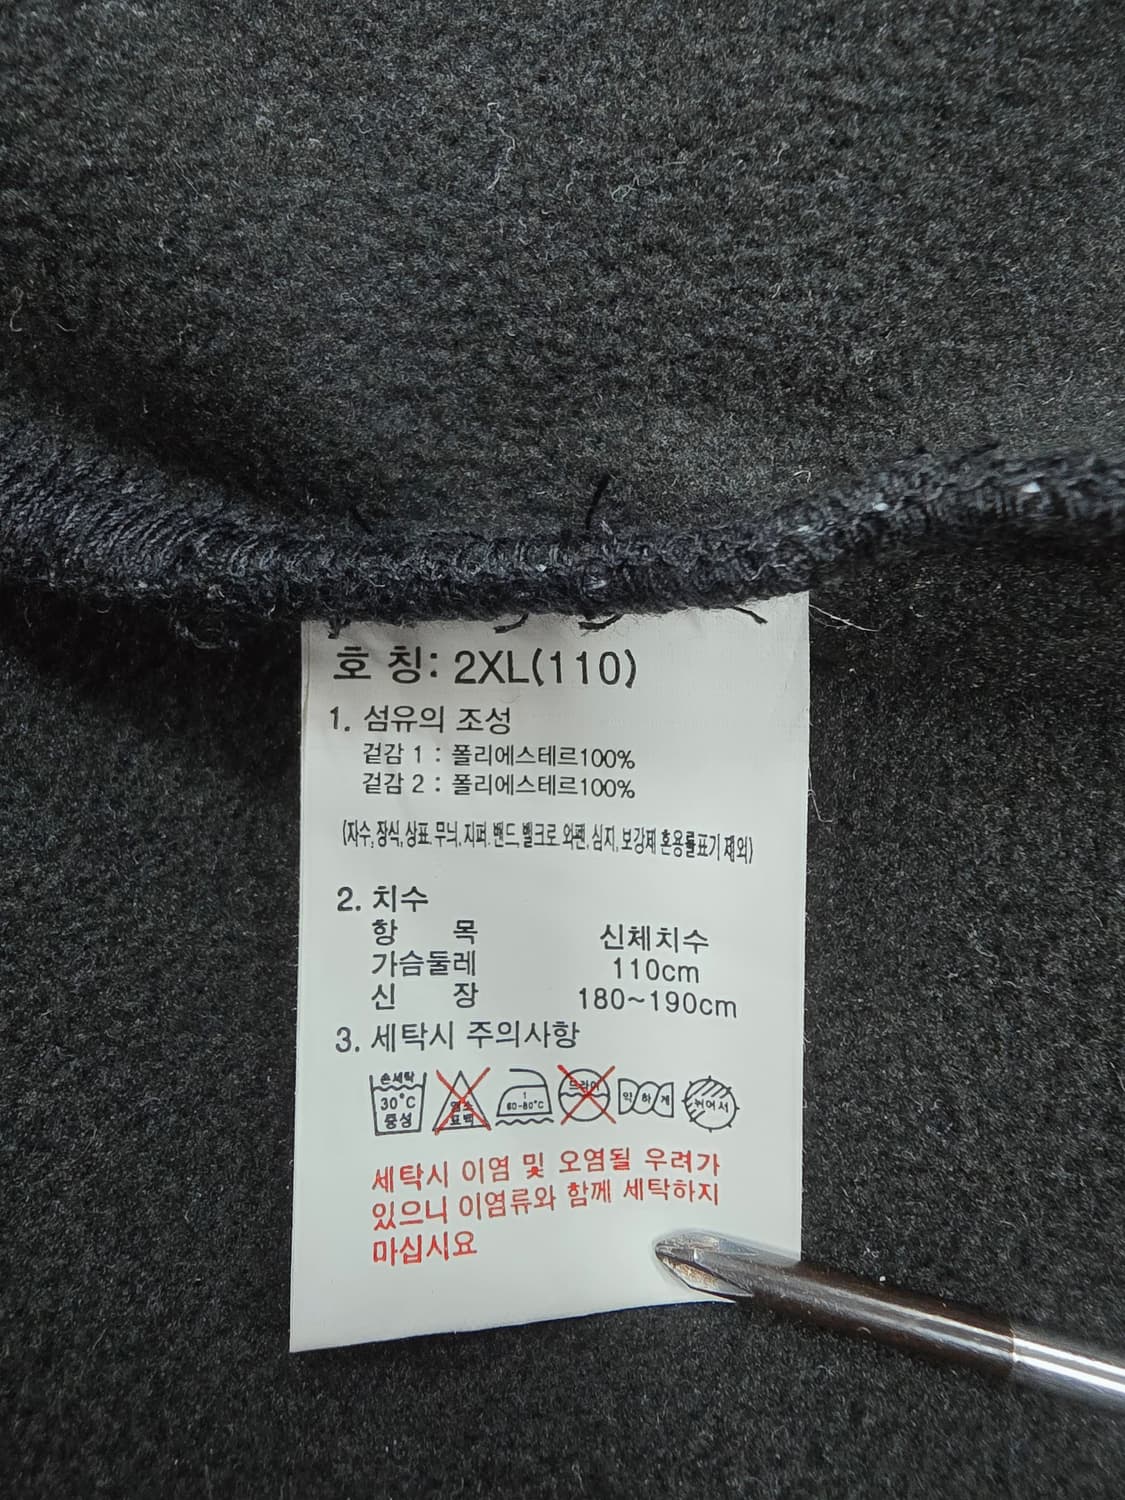 호 칭: 2XL(110)
1. 섬유의 조성
겉감 1 : 폴리에스테르100%
겉감 2 : 폴리에스테르100%
(자수, 장식, 상표, 무늬, 지퍼, 밴드, 벨크로, 외팬, 심지, 보강제 혼용률표기 제외)
2. 치수
항 목 신체치수
가슴둘레 110cm
신 장 180~190cm
3. 세탁시 주의사항
손세탁
30°C
중성
염소
표백
1
60-80°C
드라이
약하게
뉘어서
세탁시 이염 및 오염될 우려가
있으니 이염류와 함께 세탁하지
마십시요